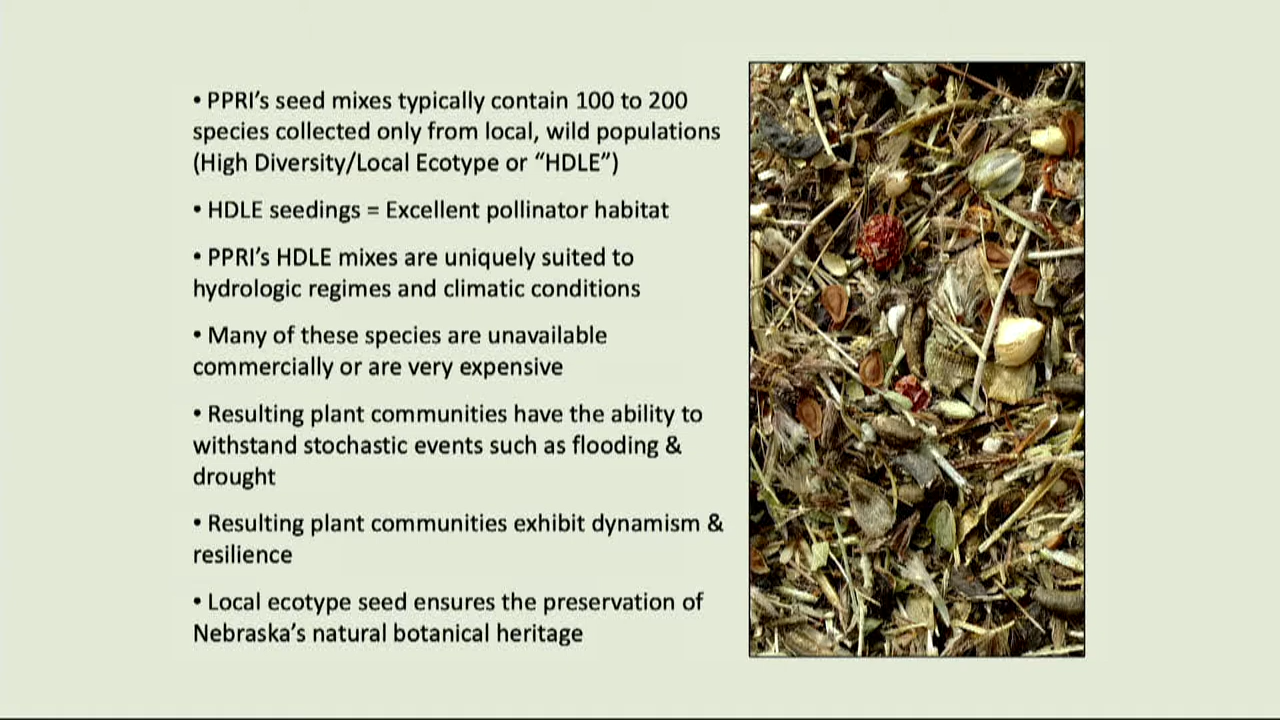 • PPRI’s seed mixes typically contain 100 to 200
species collected only from local, wild populations
(High Diversity/Local Ecotype or “HDLE”)
• HDLE seedings = Excellent pollinator habitat
• PPRI’s HDLE mixes are uniquely suited to
hydrologic regimes and climatic conditions
• Many of these species are unavailable
commercially or are very expensive
• Resulting plant communities have the ability to
withstand stochastic events such as flooding &
drought
• Resulting plant communities exhibit dynamism &
resilience
• Local ecotype seed ensures the preservation of
Nebraska’s natural botanical heritage